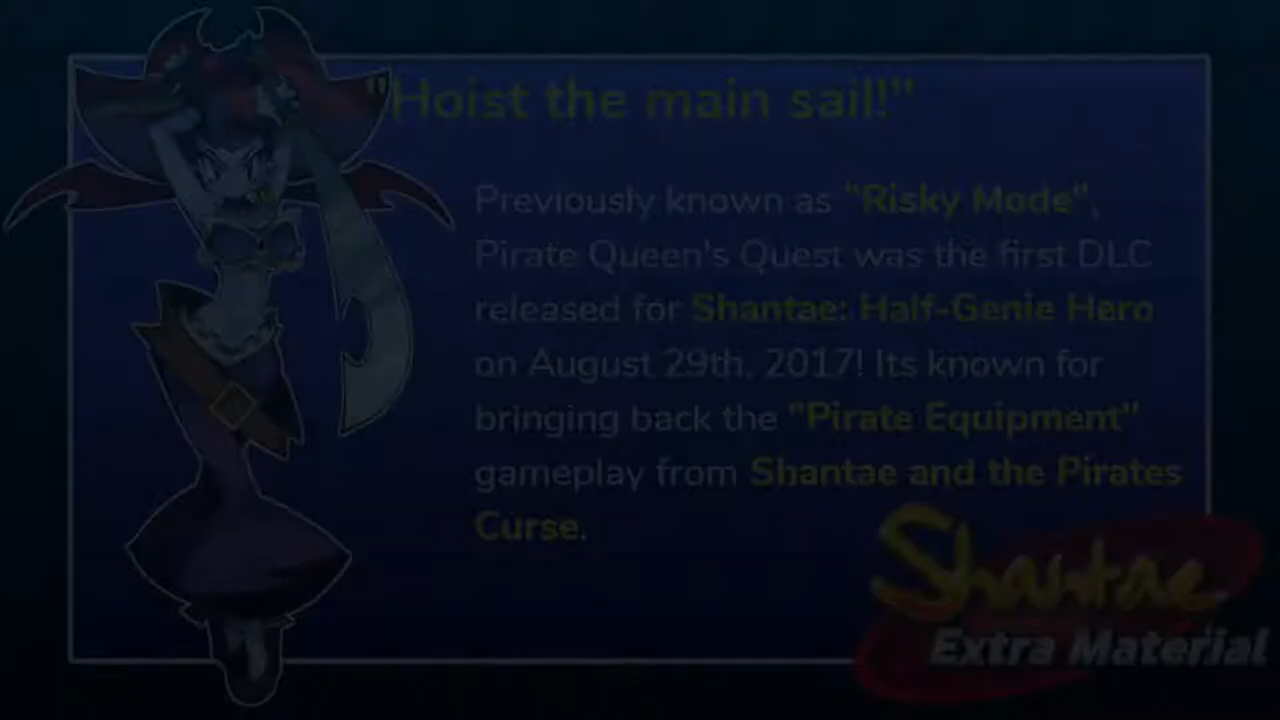 "Hoist the main sail!"
Previously known as "Risky Mode",
Pirate Queen's Quest was the first DLC
released for Shantae: Half-Genie Hero
on August 29th, 2017! Its known for
bringing back the "Pirate Equipment"
gameplay from Shantae and the Pirates
Curse.
Shantae
Extra Material